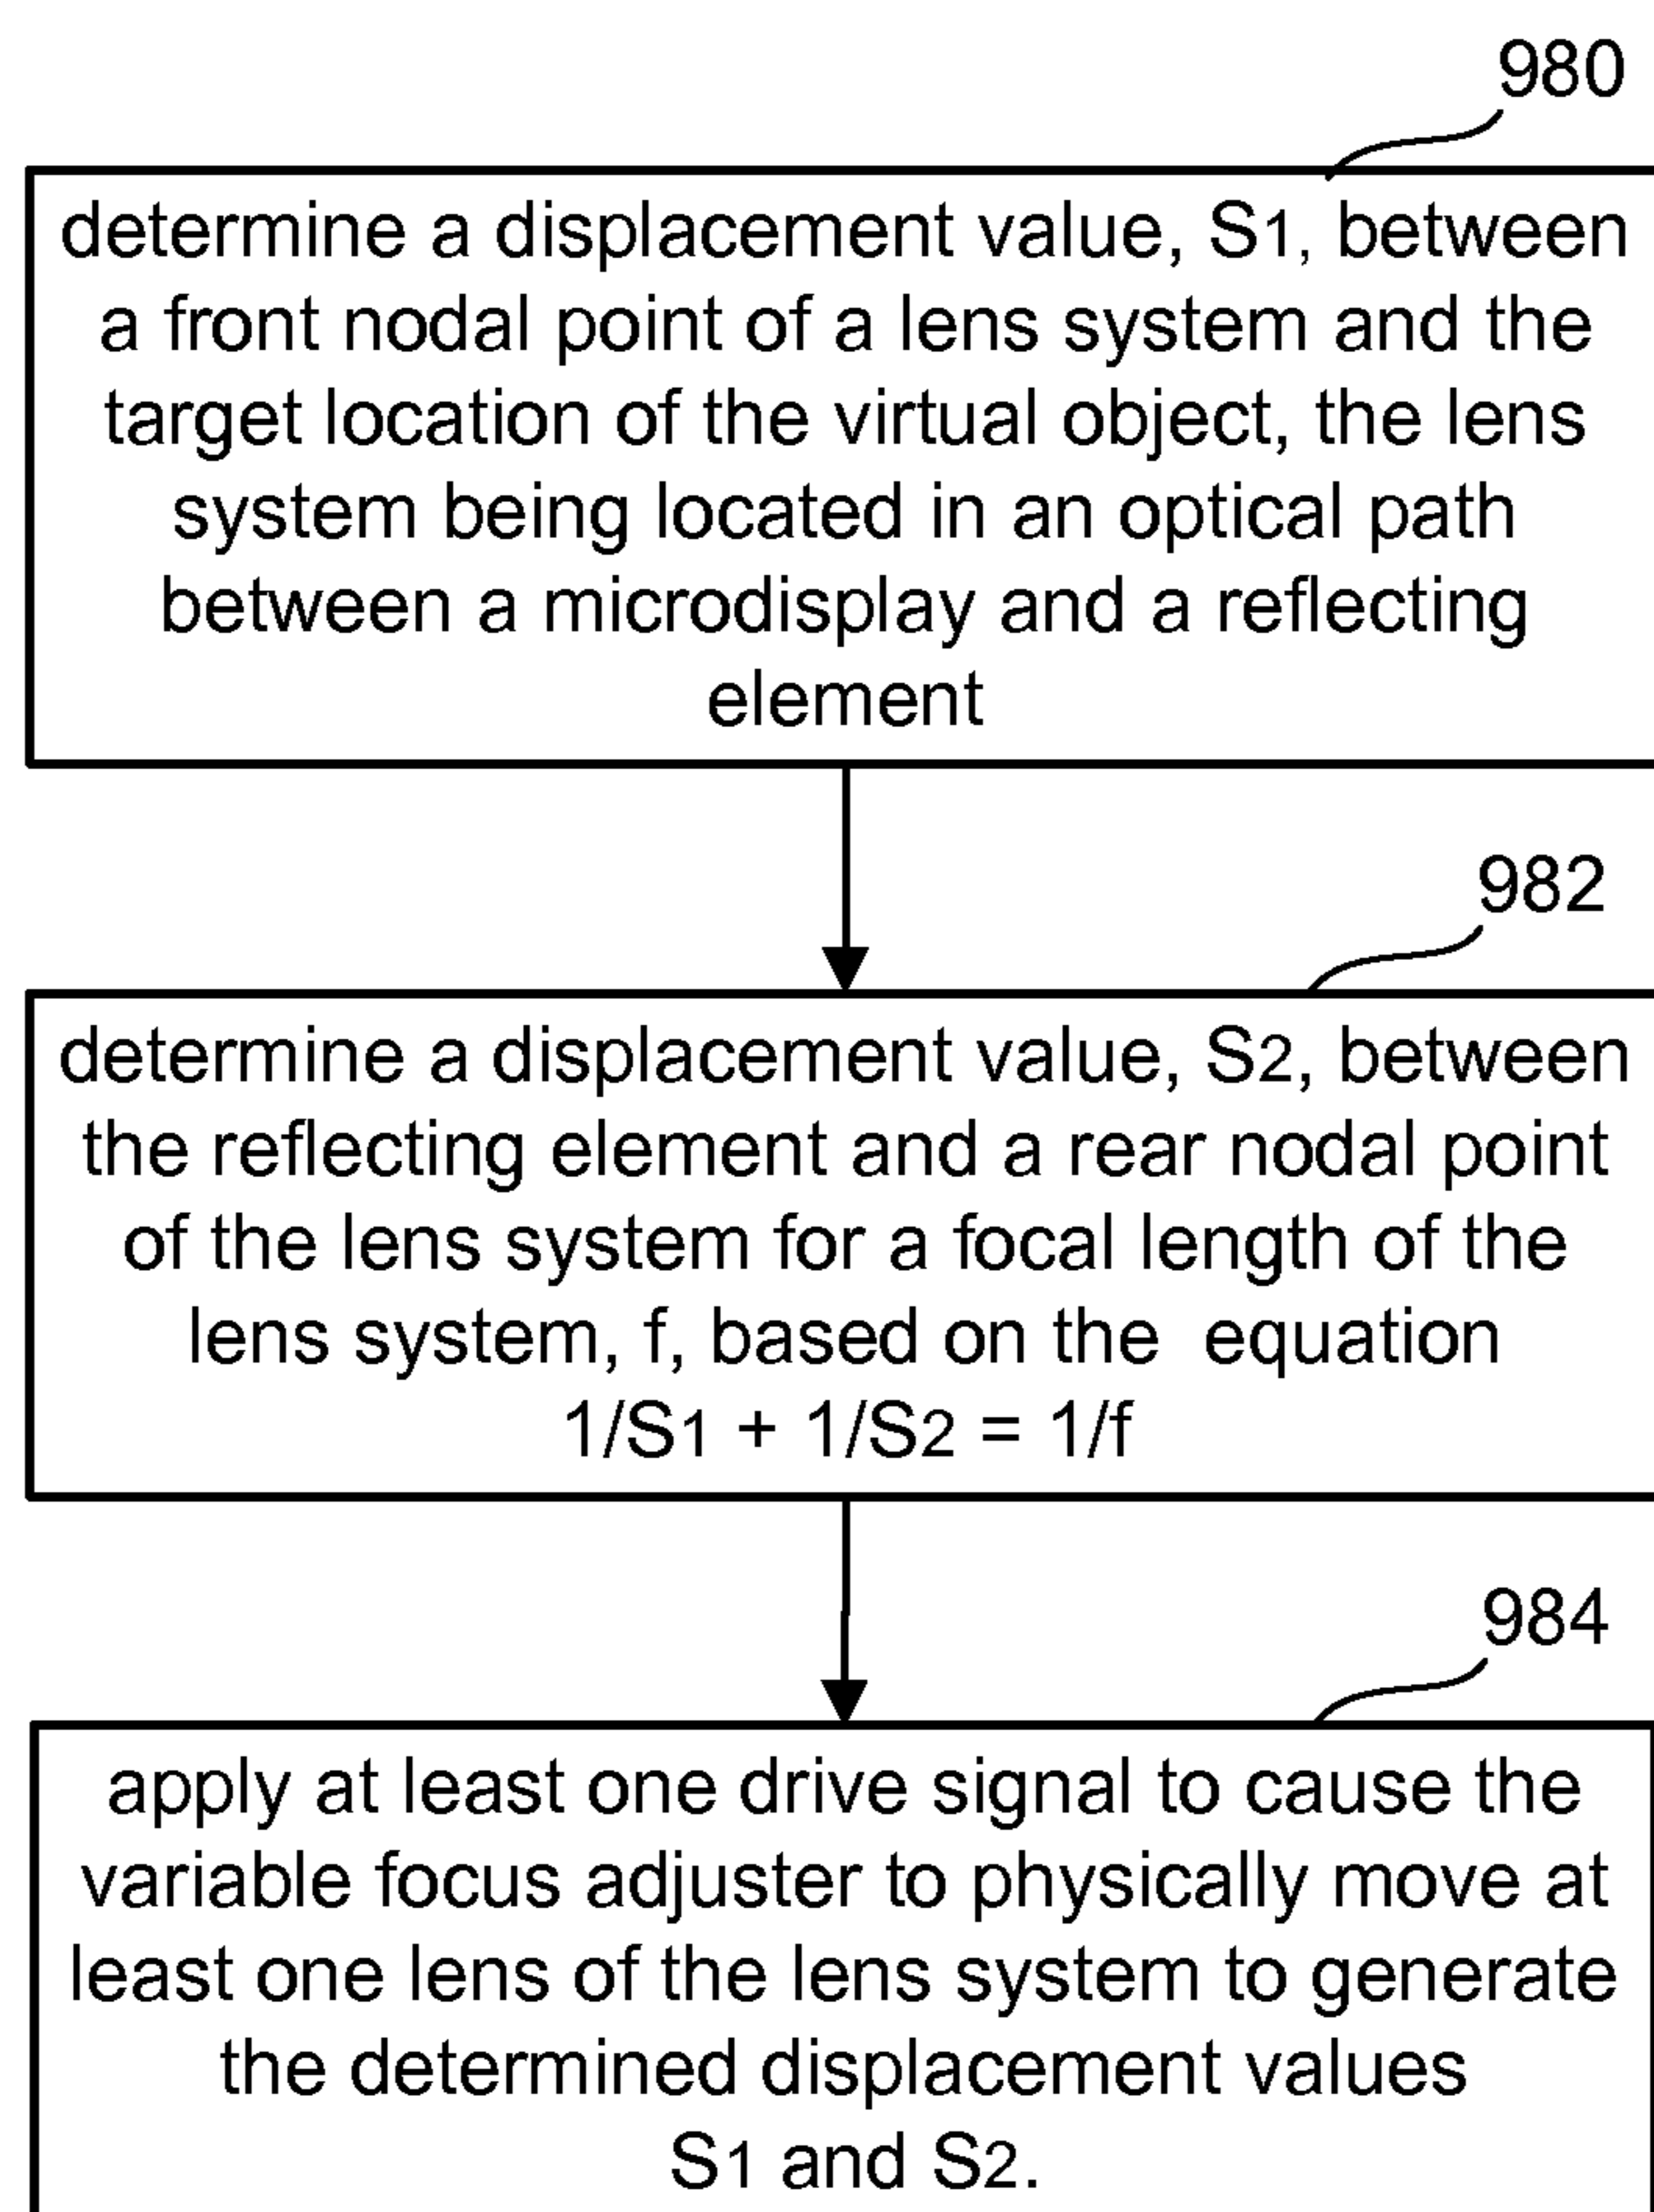 980
determine a displacement value, S1, between
a front nodal point of a lens system and the
target location of the virtual object, the lens
system being located in an optical path
between a microdisplay and a reflecting
element
982
determine a displacement value, S2, between
the reflecting element and a rear nodal point
of the lens system for a focal length of the
lens system, f, based on the equation
1/S1 + 1/S2 = 1/f
984
apply at least one drive signal to cause the
variable focus adjuster to physically move at
least one lens of the lens system to generate
the determined displacement values
S1 and S2.